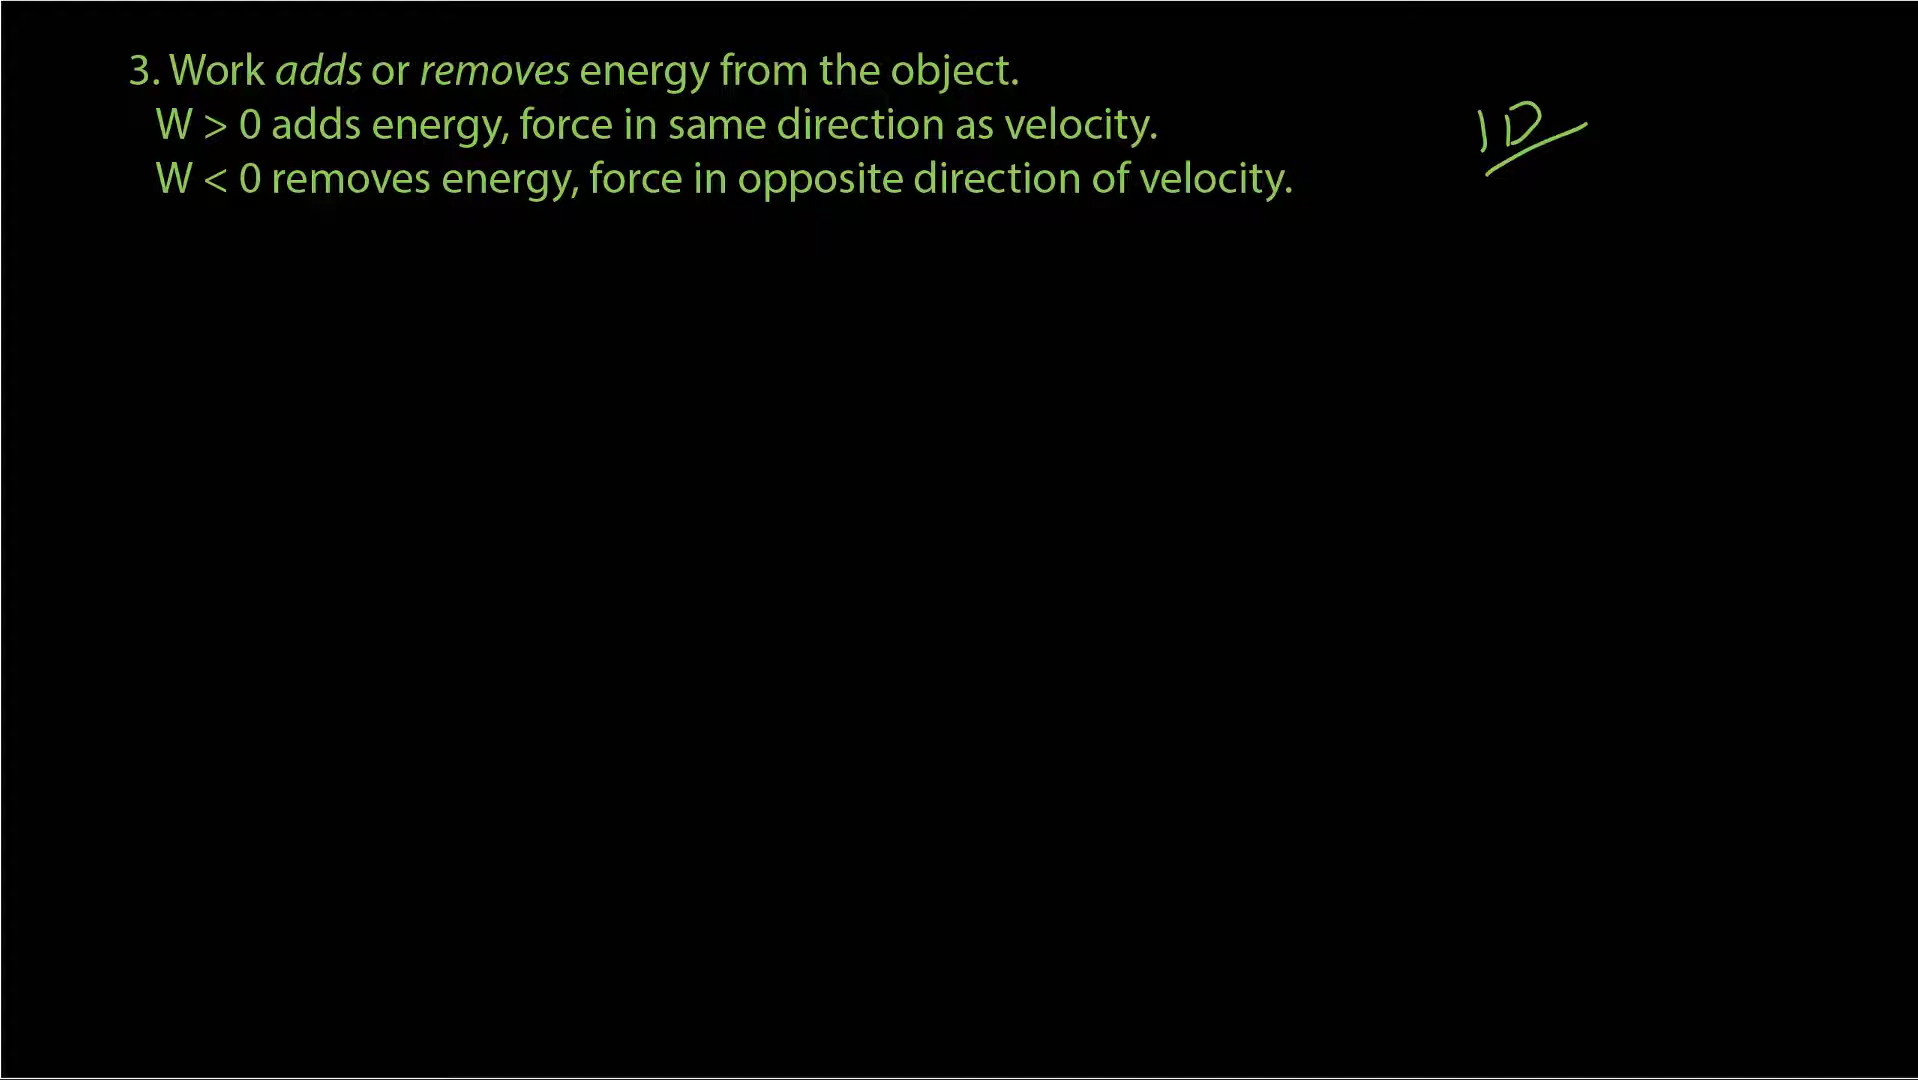 3. Work adds or removes energy from the object.
W > 0 adds energy, force in same direction as velocity.
W < 0 removes energy, force in opposite direction of velocity.
1D